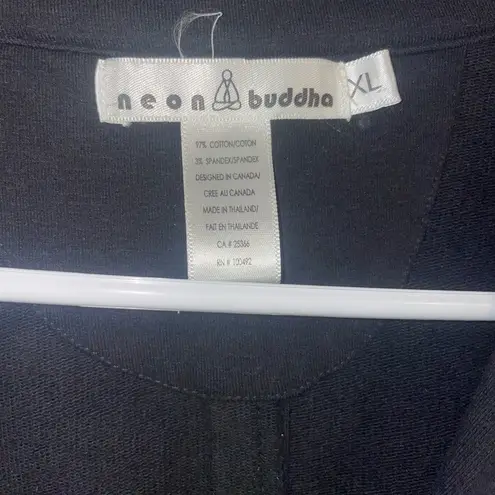 neon buddha
XL
97% COTTON/COTON
3% SPANDEX/SPANDEX
DESIGNED IN CANADA/
CREE AU CANADA
MADE IN THAILAND/
FAIT EN THAILANDE
CA # 25366
RN # 100492